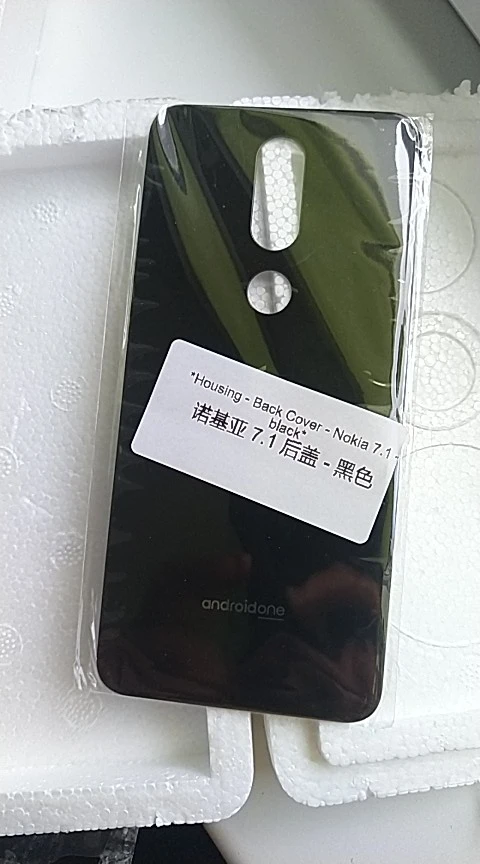 "Housing - Back Cover - Nokia 7.1 -
black"
诺基亚 7.1 后盖 - 黑色
androidone